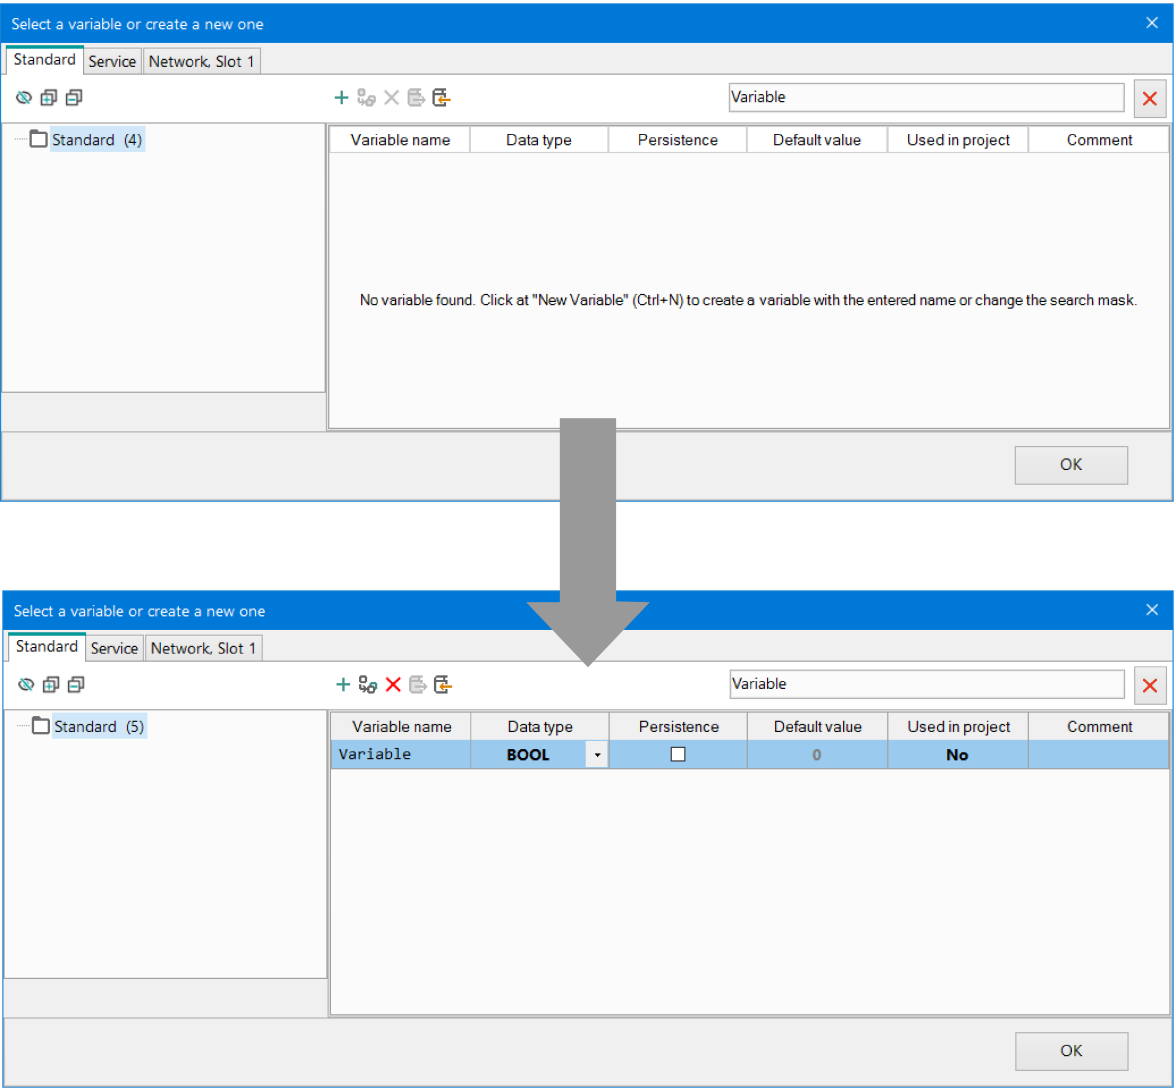 Select a variable or create a new one
Standard Service Network, Slot 1
Variable
Standard (4)
Variable name Data type Persistence Default value Used in project Comment
No variable found. Click at "New Variable" (Ctrl+N) to create a variable with the entered name or change the search mask.
OK
Select a variable or create a new one
Standard Service Network, Slot 1
Variable
Standard (5)
Variable name Data type Persistence Default value Used in project Comment
Variable BOOL 0 No
OK